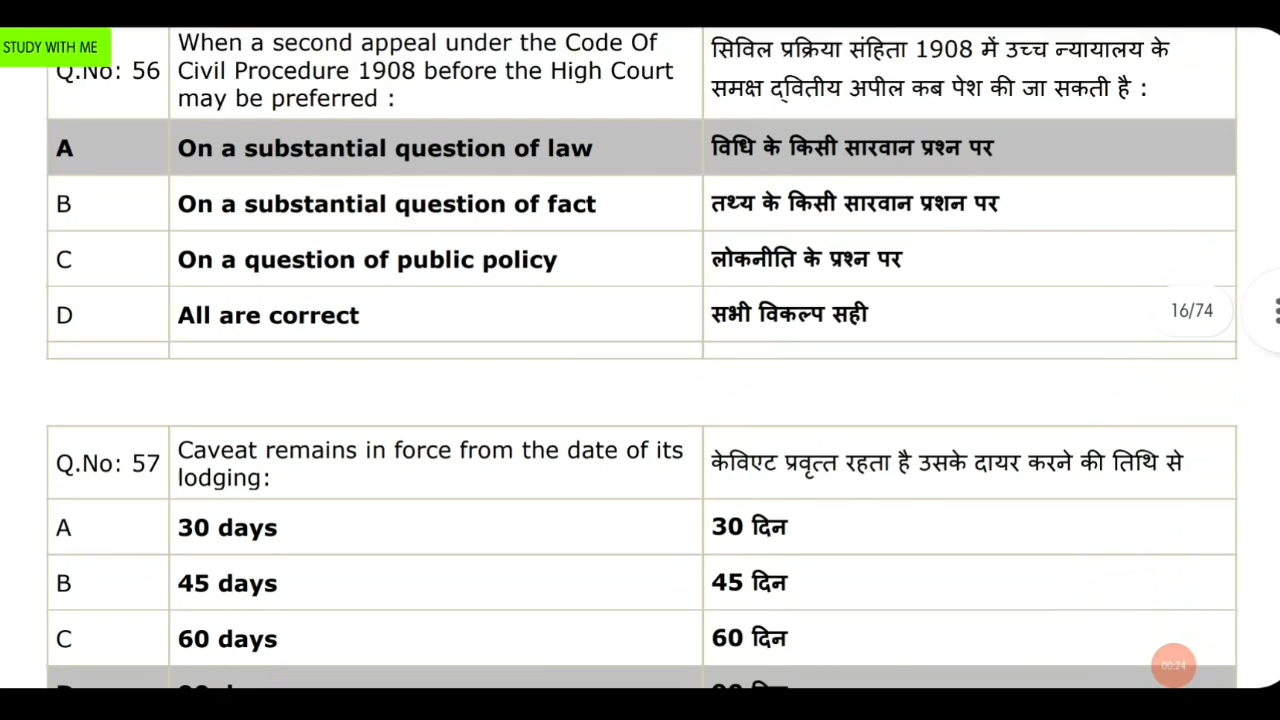 STUDY WITH ME
Q.No: 56
When a second appeal under the Code Of
Civil Procedure 1908 before the High Court
may be preferred :
सिविल प्रक्रिया संहिता 1908 में उच्च न्यायालय के
समक्ष द्वितीय अपील कब पेश की जा सकती है :
A
On a substantial question of law
विधि के किसी सारवान प्रश्न पर
B
On a substantial question of fact
तथ्य के किसी सारवान प्रशन पर
C
On a question of public policy
लोकनीति के प्रश्न पर
D
All are correct
सभी विकल्प सही
16/74
Q.No: 57
Caveat remains in force from the date of its
lodging:
केविएट प्रवृत्त रहता है उसके दायर करने की तिथि से
A
30 days
30 दिन
B
45 days
45 दिन
C
60 days
60 दिन
00:24